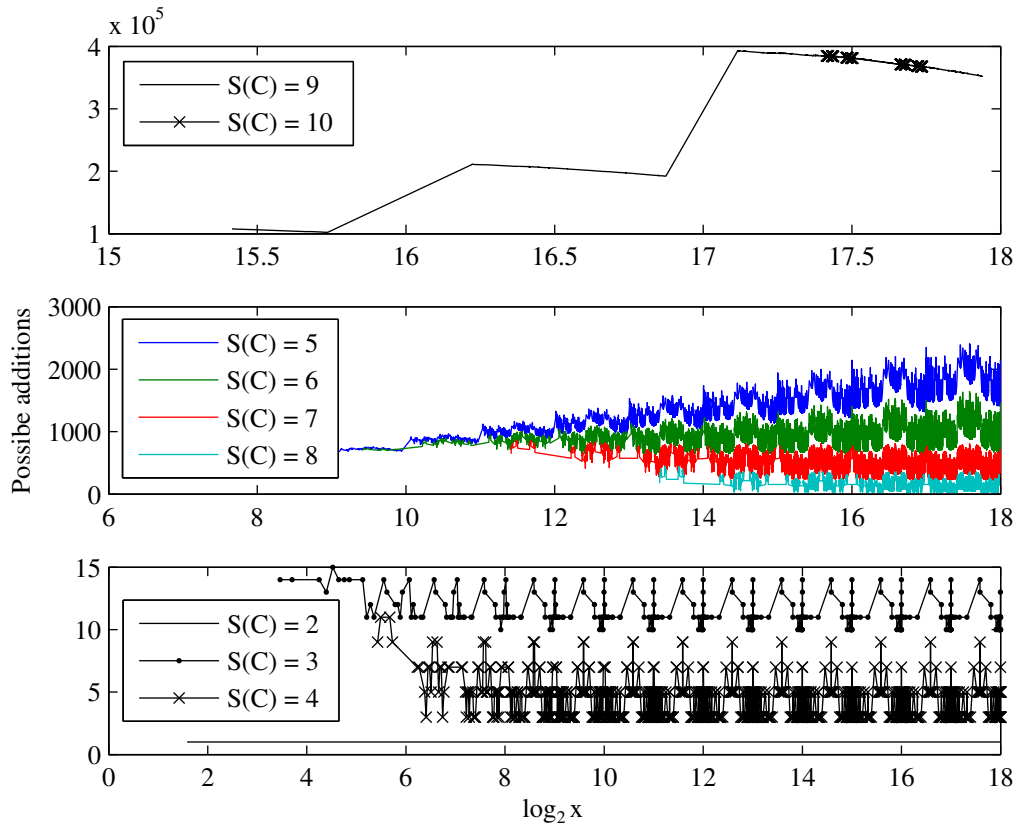 x 10⁵
4
3
2
1
S(C) = 9
S(C) = 10
15 15.5 16 16.5 17 17.5 18
Possibe additions
3000
2000
1000
0
S(C) = 5
S(C) = 6
S(C) = 7
S(C) = 8
6 8 10 12 14 16 18
15
10
5
0
S(C) = 2
S(C) = 3
S(C) = 4
0 2 4 6 8 10 12 14 16 18
log₂ x